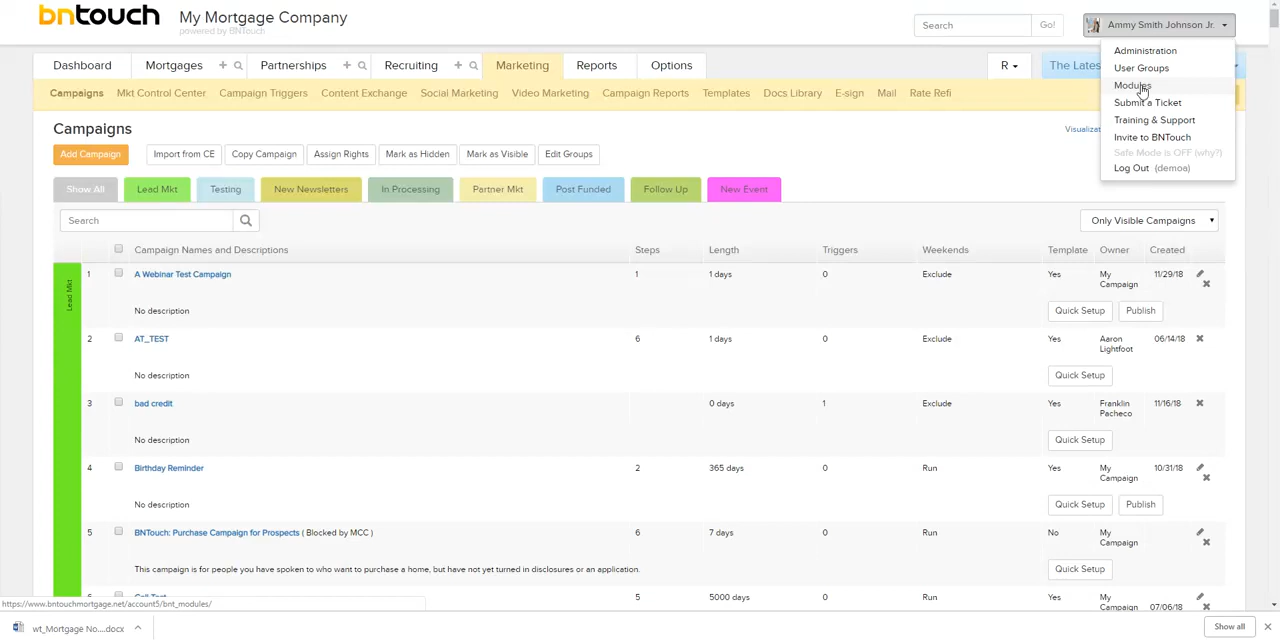 bntouch
My Mortgage Company
powered by BNTouch
Search Go!
Ammy Smith Johnson Jr.
Administration
User Groups
Modules
Submit a Ticket
Training & Support
Invite to BNTouch
Safe Mode is OFF (why?)
Log Out (demoa)
Dashboard Mortgages + Partnerships + Recruiting + Marketing Reports Options R The Latest
Campaigns Mkt Control Center Campaign Triggers Content Exchange Social Marketing Video Marketing Campaign Reports Templates Docs Library E-sign Mail Rate Refi
Campaigns
Visualizat
Add Campaign Import from CE Copy Campaign Assign Rights Mark as Hidden Mark as Visible Edit Groups
Show All Lead Mkt Testing New Newsletters In Processing Partner Mkt Post Funded Follow Up New Event
Search Only Visible Campaigns
Campaign Names and Descriptions Steps Length Triggers Weekends Template Owner Created
Lead Mkt
1 A Webinar Test Campaign 1 1 days 0 Exclude Yes My Campaign 11/29/18
No description Quick Setup Publish
2 AT_TEST 6 1 days 0 Exclude Yes Aaron Lightfoot 06/14/18
No description Quick Setup
3 bad credit 0 days 1 Exclude Yes Franklin Pacheco 11/16/18
No description Quick Setup
4 Birthday Reminder 2 365 days 0 Run Yes My Campaign 10/31/18
No description Quick Setup Publish
5 BNTouch: Purchase Campaign for Prospects ( Blocked by MCC ) 6 7 days 0 Run No My Campaign
This campaign is for people you have spoken to who want to purchase a home, but have not yet turned in disclosures or an application. Quick Setup
5 5000 days 0 Run Yes My Campaign 07/06/18
https://www.bntouchmortgage.net/account5/bnt_modules/
wt_Mortgage No....docx
Show all